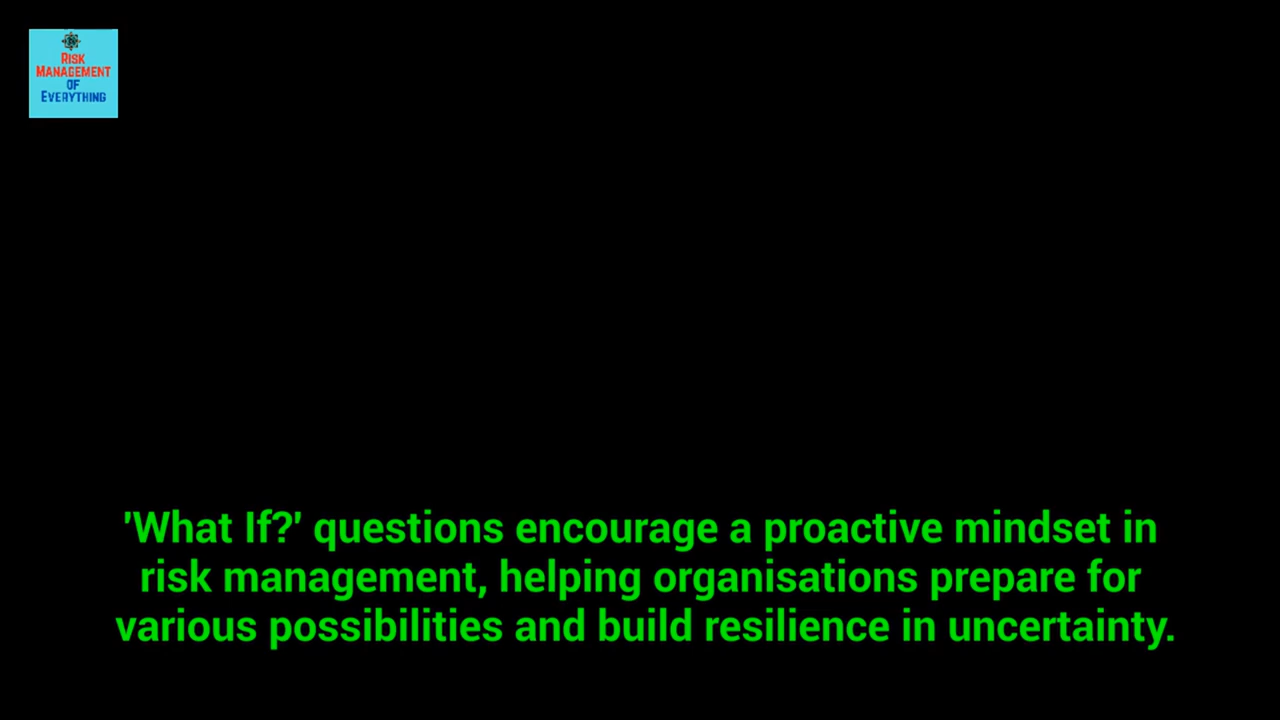 RISK
MANAGEMENT
OF
EVERYTHING
'What If?' questions encourage a proactive mindset in
risk management, helping organisations prepare for
various possibilities and build resilience in uncertainty.